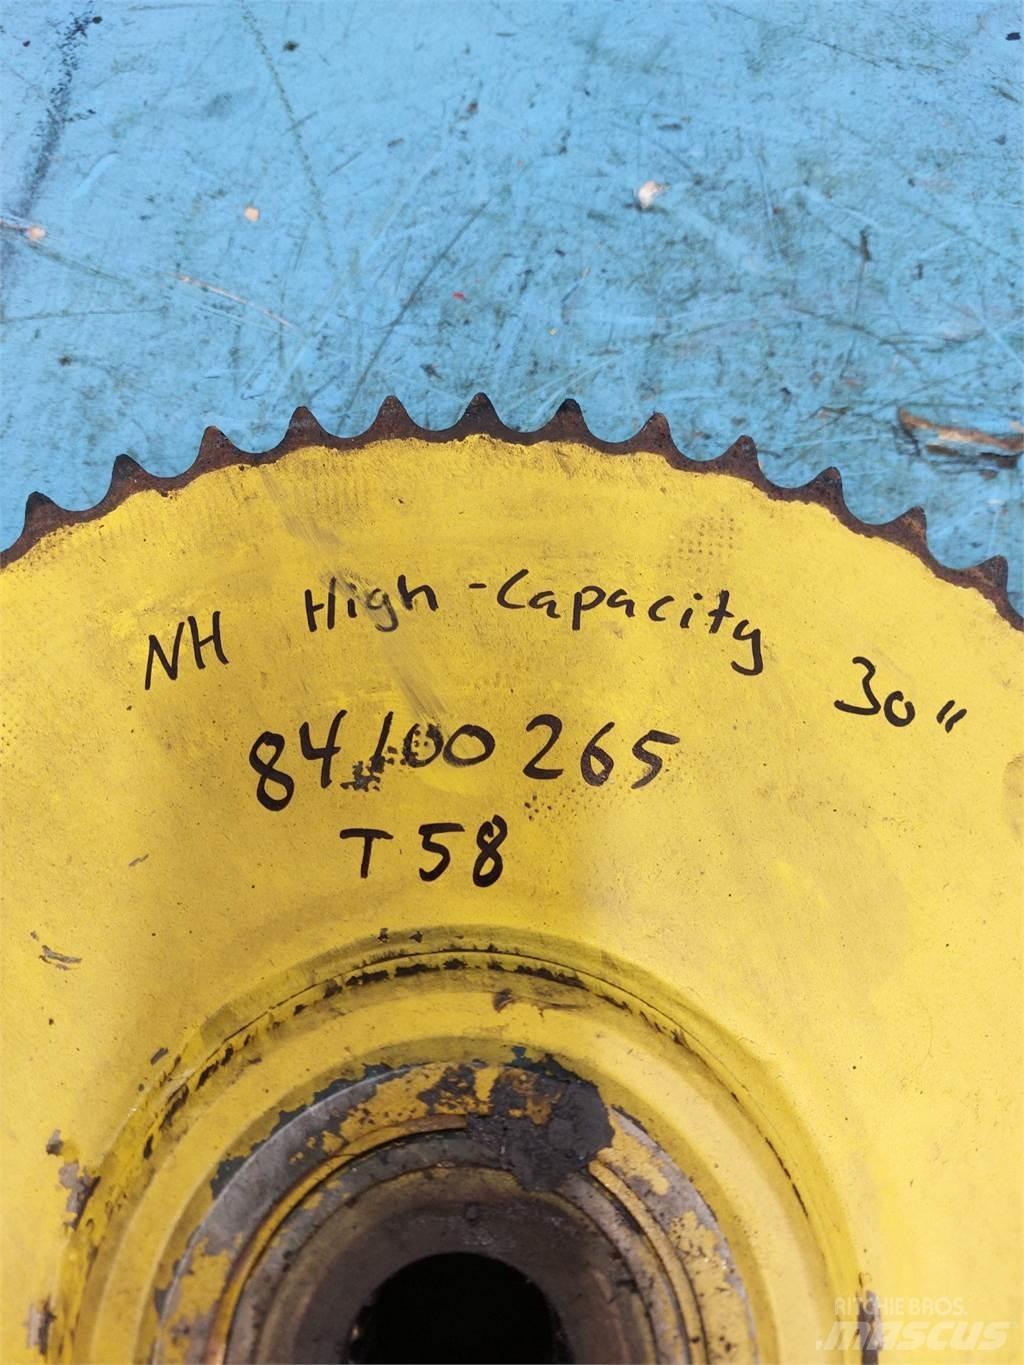 NH High-Capacity 30"
84100265
T58
RITCHIE BROS.
mascus